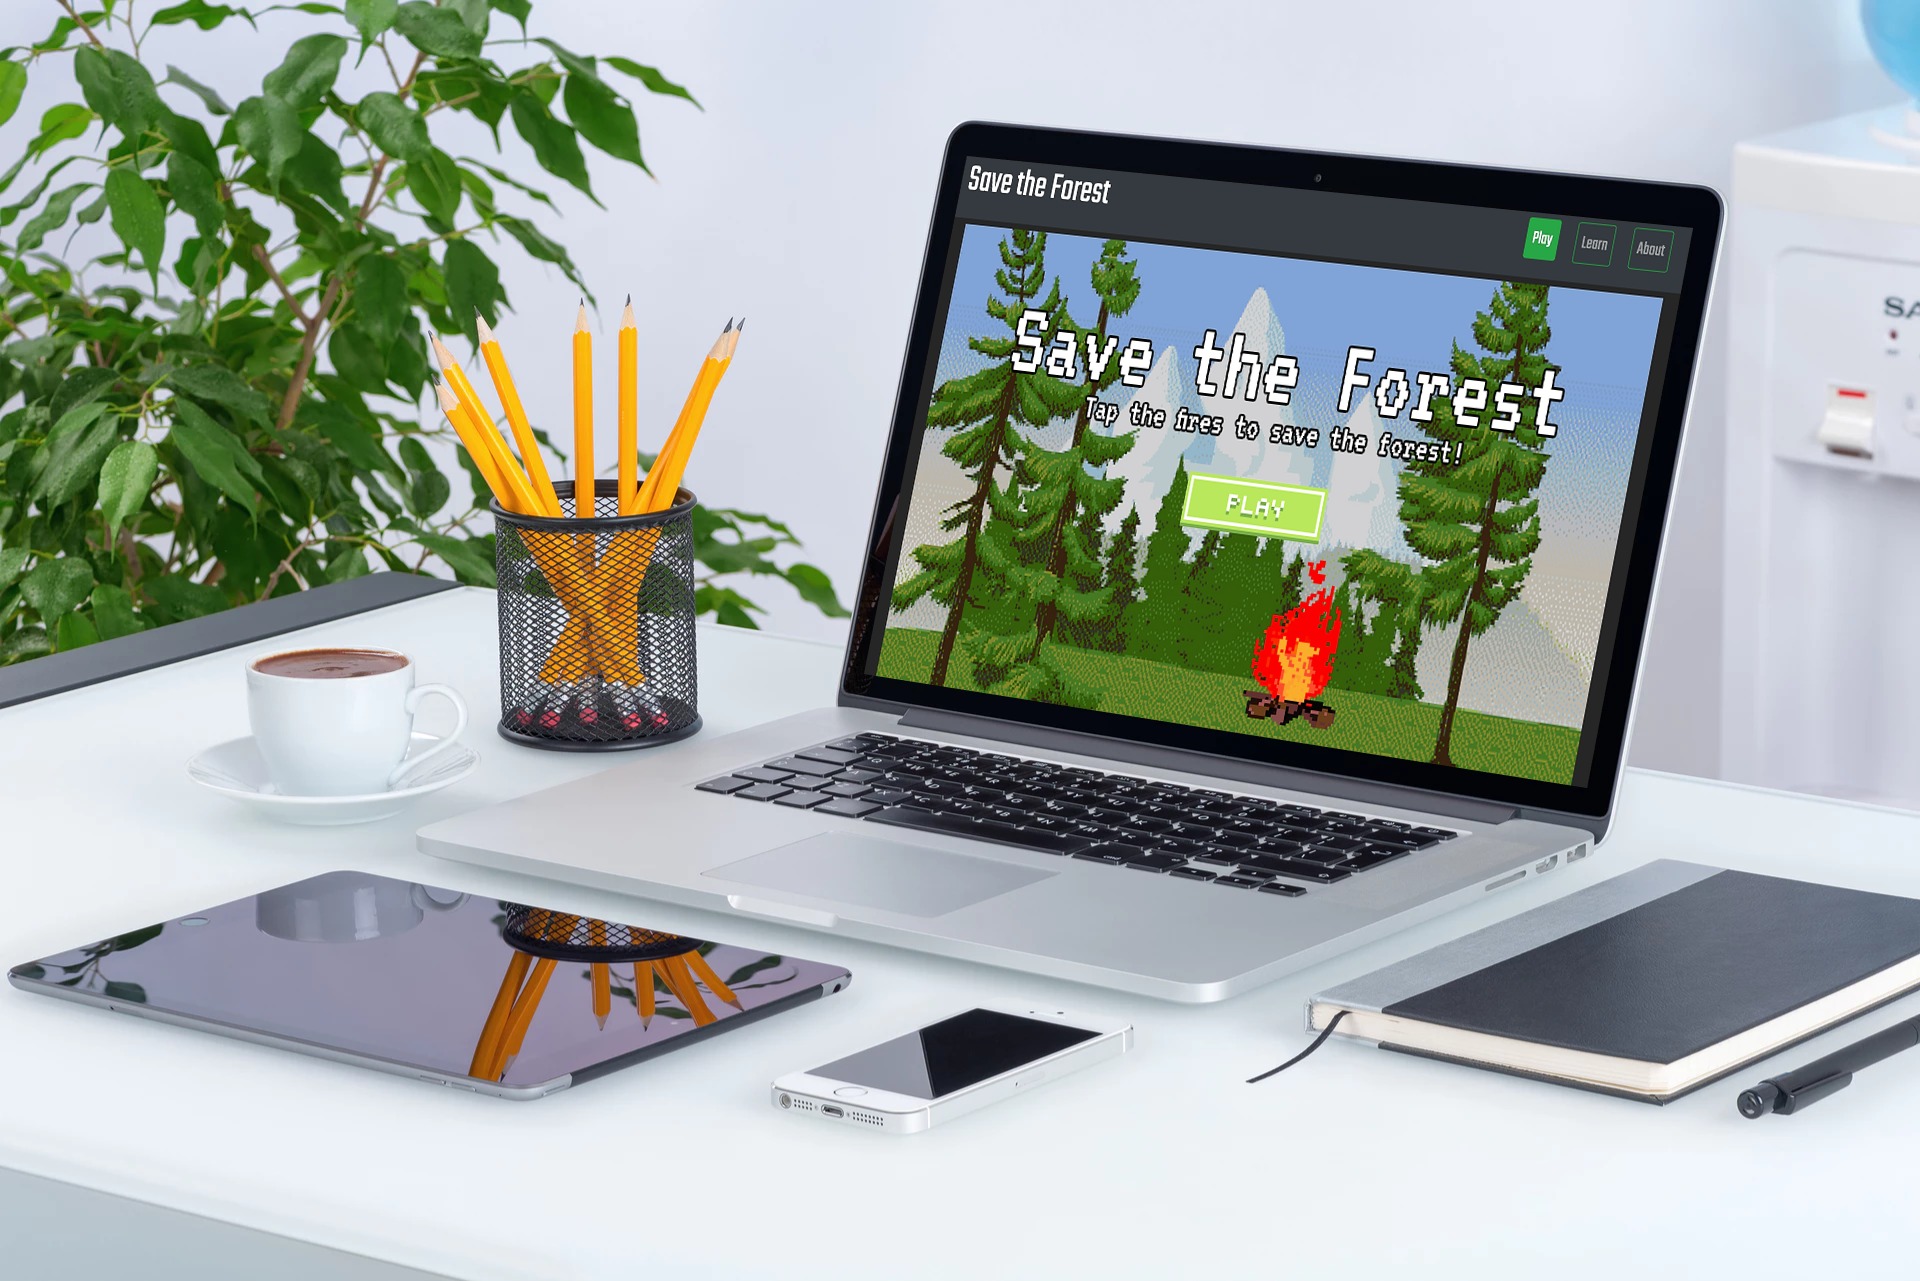 Save the Forest
Play
Learn
About
Save the Forest
Tap the fires to save the forest!
PLAY
SA